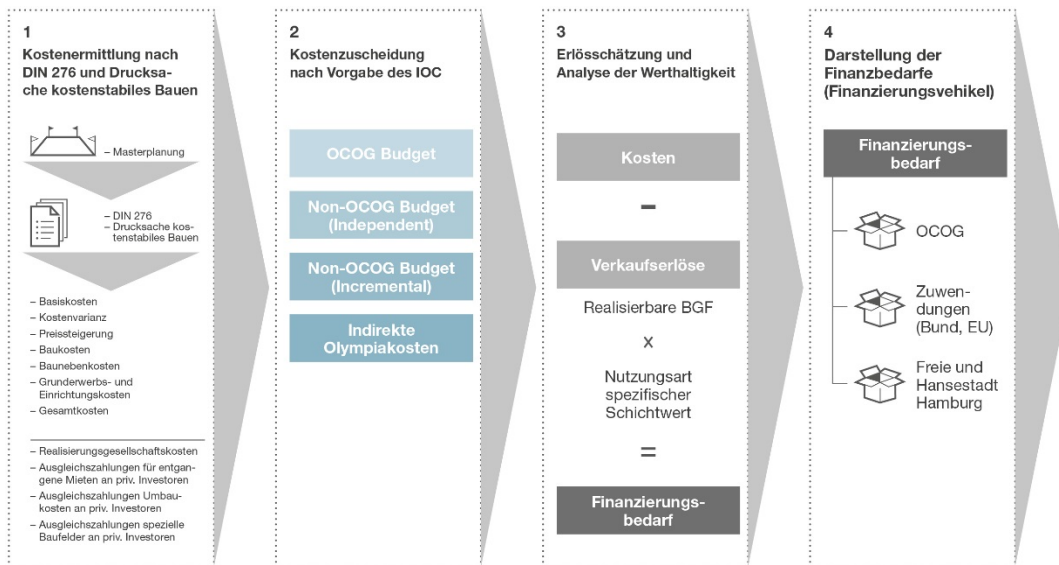 1
Kostenermittlung nach
DIN 276 und Drucksa-
che kostenstabiles Bauen
– Masterplanung
– DIN 276
– Drucksache kos-
tenstabiles Bauen
– Basiskosten
– Kostenvarianz
– Preissteigerung
– Baukosten
– Baunebenkosten
– Grunderwerbs- und
Einrichtungskosten
– Gesamtkosten
– Realisierungsgesellschaftskosten
– Ausgleichszahlungen für entgan-
gene Mieten an priv. Investoren
– Ausgleichszahlungen Umbau-
kosten an priv. Investoren
– Ausgleichszahlungen spezielle
Baufelder an priv. Investoren
2
Kostenzuscheidung
nach Vorgabe des IOC
OCOG Budget
Non-OCOG Budget
(Independent)
Non-OCOG Budget
(Incremental)
Indirekte
Olympiakosten
3
Erlösschätzung und
Analyse der Werthaltigkeit
Kosten
–
Verkaufserlöse
Realisierbare BGF
x
Nutzungsart
spezifischer
Schichtwert
=
Finanzierungs-
bedarf
4
Darstellung der
Finanzbedarfe
(Finanzierungsvehikel)
Finanzierungs-
bedarf
OCOG
Zuwen-
dungen
(Bund, EU)
Freie und
Hansestadt
Hamburg